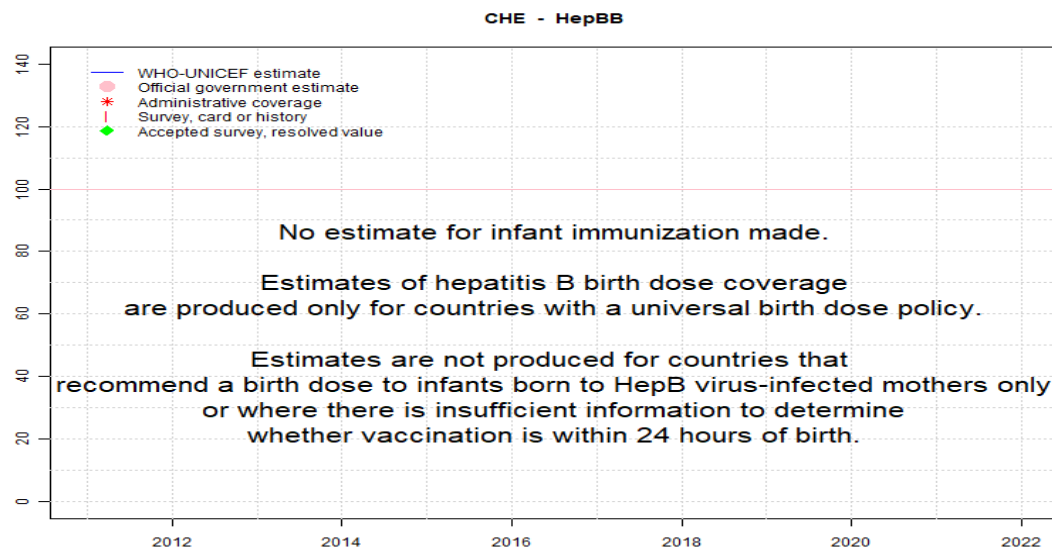 CHE - HepBB
140
120
100
80
60
40
20
0
WHO-UNICEF estimate
Official government estimate
Administrative coverage
Survey, card or history
Accepted survey, resolved value
No estimate for infant immunization made.
Estimates of hepatitis B birth dose coverage
are produced only for countries with a universal birth dose policy.
Estimates are not produced for countries that
recommend a birth dose to infants born to HepB virus-infected mothers only
or where there is insufficient information to determine
whether vaccination is within 24 hours of birth.
2012 2014 2016 2018 2020 2022